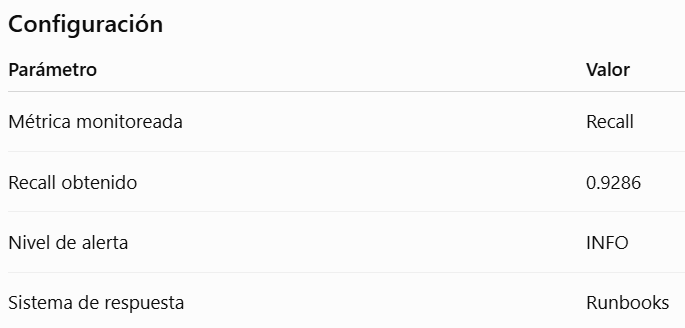 Configuración
Parámetro Valor
Métrica monitoreada Recall
Recall obtenido 0.9286
Nivel de alerta INFO
Sistema de respuesta Runbooks